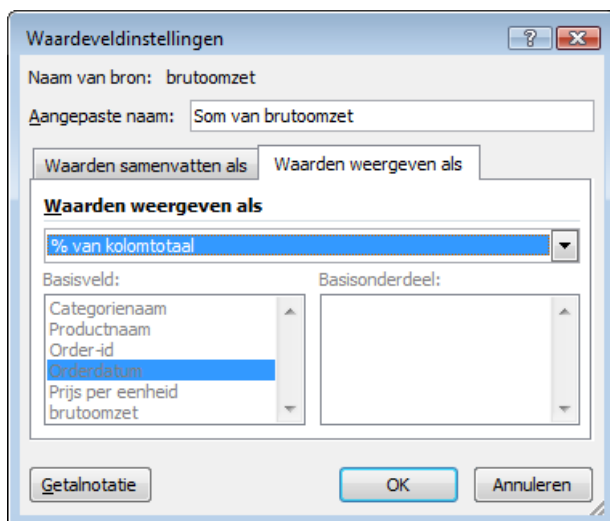 Waardeveldinstellingen
Naam van bron: brutoomzet
Aangepaste naam: Som van brutoomzet
Waarden samenvatten als Waarden weergeven als
Waarden weergeven als
% van kolomtotaal
Basisveld: Basisonderdeel:
Categorienaam
Productnaam
Order-id
Orderdatum
Prijs per eenheid
brutoomzet
Getalnotatie OK Annuleren